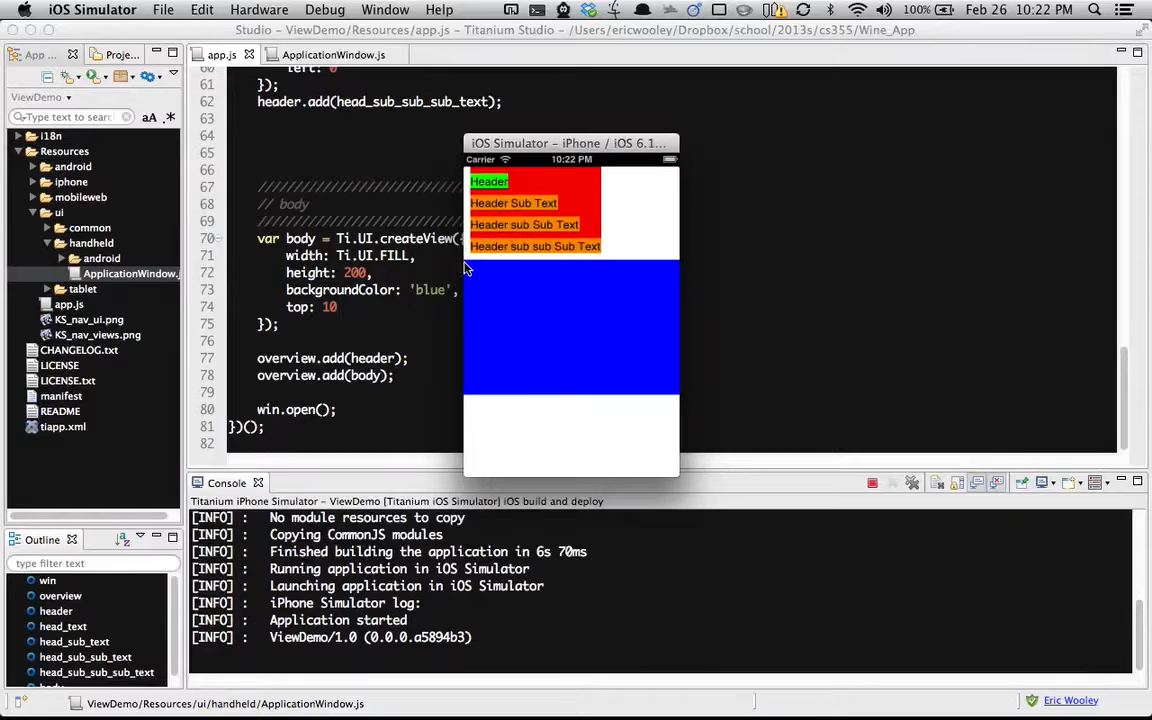 iOS Simulator File Edit Hardware Debug Window Help 100% Feb 26 10:22 PM
Studio – ViewDemo/Resources/app.js – Titanium Studio – /Users/ericwooley/Dropbox/school/2013s/cs355/Wine_App
App ... Proje...
app.js ApplicationWindow.js
ViewDemo
Type text to searc aA .*
i18n
Resources
android
iphone
mobileweb
ui
common
handheld
android
ApplicationWindow.j
tablet
app.js
KS_nav_ui.png
KS_nav_views.png
CHANGELOG.txt
LICENSE
LICENSE.txt
manifest
README
tiapp.xml
60 left: 0
61 });
62 header.add(head_sub_sub_sub_text);
63
64
65
66
67 ////////////////////////
68 // body
69 ////////////////////////
70 var body = Ti.UI.createView(
71 width: Ti.UI.FILL,
72 height: 200,
73 backgroundColor: 'blue',
74 top: 10
75 });
76
77 overview.add(header);
78 overview.add(body);
79
80 win.open();
81 })();
82
iOS Simulator – iPhone / iOS 6.1...
Carrier 10:22 PM
Header
Header Sub Text
Header sub Sub Text
Header sub sub Sub Text
Console
Titanium iPhone Simulator – ViewDemo [Titanium iOS Simulator] iOS build and deploy
[INFO] : No module resources to copy
[INFO] : Copying CommonJS modules
[INFO] : Finished building the application in 6s 70ms
[INFO] : Running application in iOS Simulator
[INFO] : Launching application in iOS Simulator
[INFO] : iPhone Simulator log:
[INFO] : Application started
[INFO] : ViewDemo/1.0 (0.0.0.a5894b3)
Outline
type filter text
win
overview
header
head_text
head_sub_text
head_sub_sub_text
head_sub_sub_sub_text
ViewDemo/Resources/ui/handheld/ApplicationWindow.js
Eric Wooley